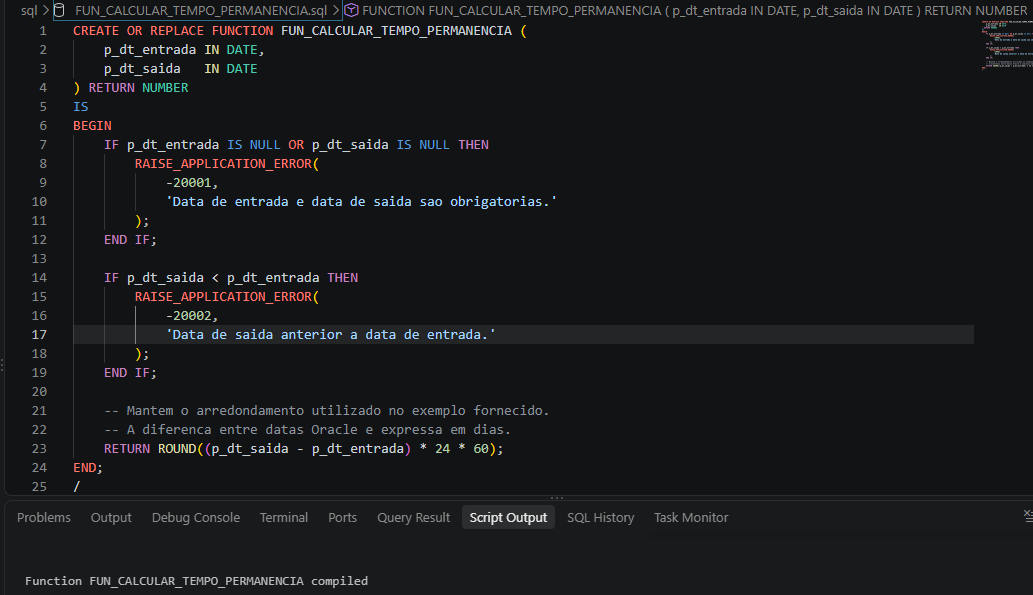 sql > FUN_CALCULAR_TEMPO_PERMANENCIA.sql > FUNCTION FUN_CALCULAR_TEMPO_PERMANENCIA ( p_dt_entrada IN DATE, p_dt_saida IN DATE ) RETURN NUMBER
1 CREATE OR REPLACE FUNCTION FUN_CALCULAR_TEMPO_PERMANENCIA (
2     p_dt_entrada IN DATE,
3     p_dt_saida   IN DATE
4 ) RETURN NUMBER
5 IS
6 BEGIN
7     IF p_dt_entrada IS NULL OR p_dt_saida IS NULL THEN
8         RAISE_APPLICATION_ERROR(
9             -20001,
10             'Data de entrada e data de saida sao obrigatorias.'
11         );
12     END IF;
13
14     IF p_dt_saida < p_dt_entrada THEN
15         RAISE_APPLICATION_ERROR(
16             -20002,
17             'Data de saida anterior a data de entrada.'
18         );
19     END IF;
20
21     -- Mantem o arredondamento utilizado no exemplo fornecido.
22     -- A diferenca entre datas Oracle e expressa em dias.
23     RETURN ROUND((p_dt_saida - p_dt_entrada) * 24 * 60);
24 END;
25 /
Problems Output Debug Console Terminal Ports Query Result Script Output SQL History Task Monitor
Function FUN_CALCULAR_TEMPO_PERMANENCIA compiled